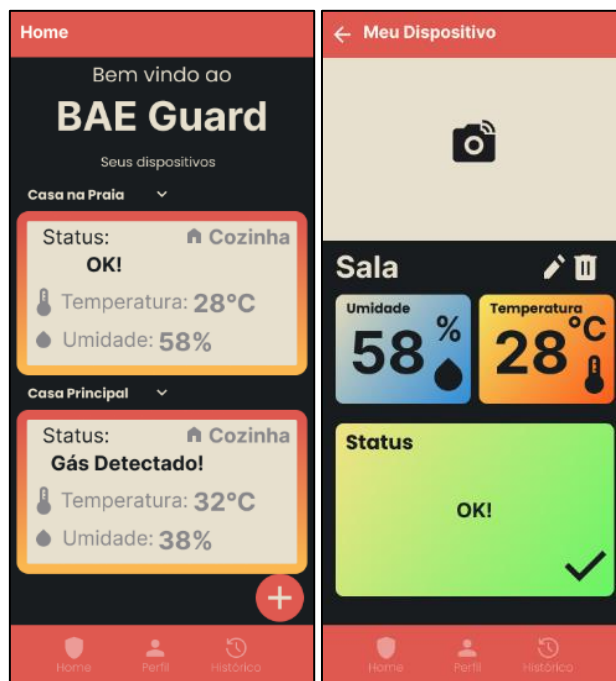 Home
Bem vindo ao
BAE Guard
Seus dispositivos
Casa na Praia
Status: Cozinha
OK!
Temperatura: 28°C
Umidade: 58%
Casa Principal
Status: Cozinha
Gás Detectado!
Temperatura: 32°C
Umidade: 38%
+
Home Perfil Histórico
Meu Dispositivo
Sala
Umidade
58 %
Temperatura
28 °C
Status
OK!
Home Perfil Histórico